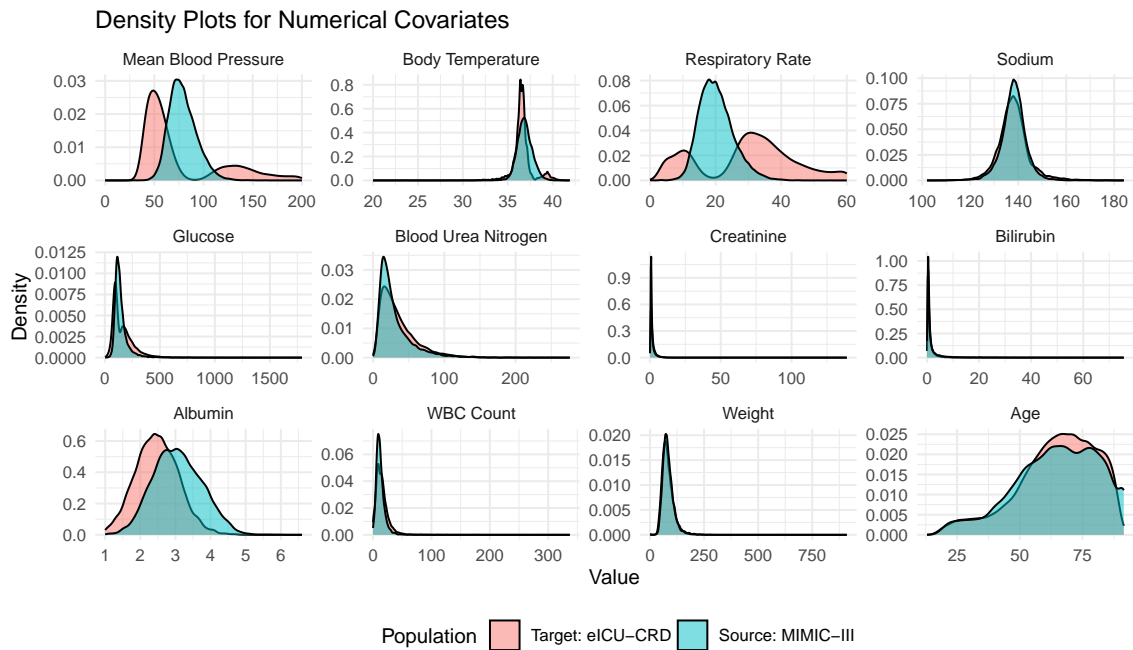 Density Plots for Numerical Covariates
Mean Blood Pressure
0.03
0.02
0.01
0.00
0 50 100 150 200
Body Temperature
0.8
0.6
0.4
0.2
0.0
20 25 30 35 40
Respiratory Rate
0.08
0.06
0.04
0.02
0.00
0 20 40 60
Sodium
0.100
0.075
0.050
0.025
0.000
100 120 140 160 180
Glucose
0.0125
0.0100
0.0075
0.0050
0.0025
0.0000
0 500 1000 1500
Blood Urea Nitrogen
0.03
0.02
0.01
0.00
0 100 200
Creatinine
0.9
0.6
0.3
0.0
0 50 100
Bilirubin
1.00
0.75
0.50
0.25
0.00
0 20 40 60
Albumin
0.6
0.4
0.2
0.0
1 2 3 4 5 6
WBC Count
0.06
0.04
0.02
0.00
0 100 200 300
Weight
0.020
0.015
0.010
0.005
0.000
0 250 500 750
Age
0.025
0.020
0.015
0.010
0.005
0.000
25 50 75
Density
Value
Population
Target: eICU−CRD
Source: MIMIC−III